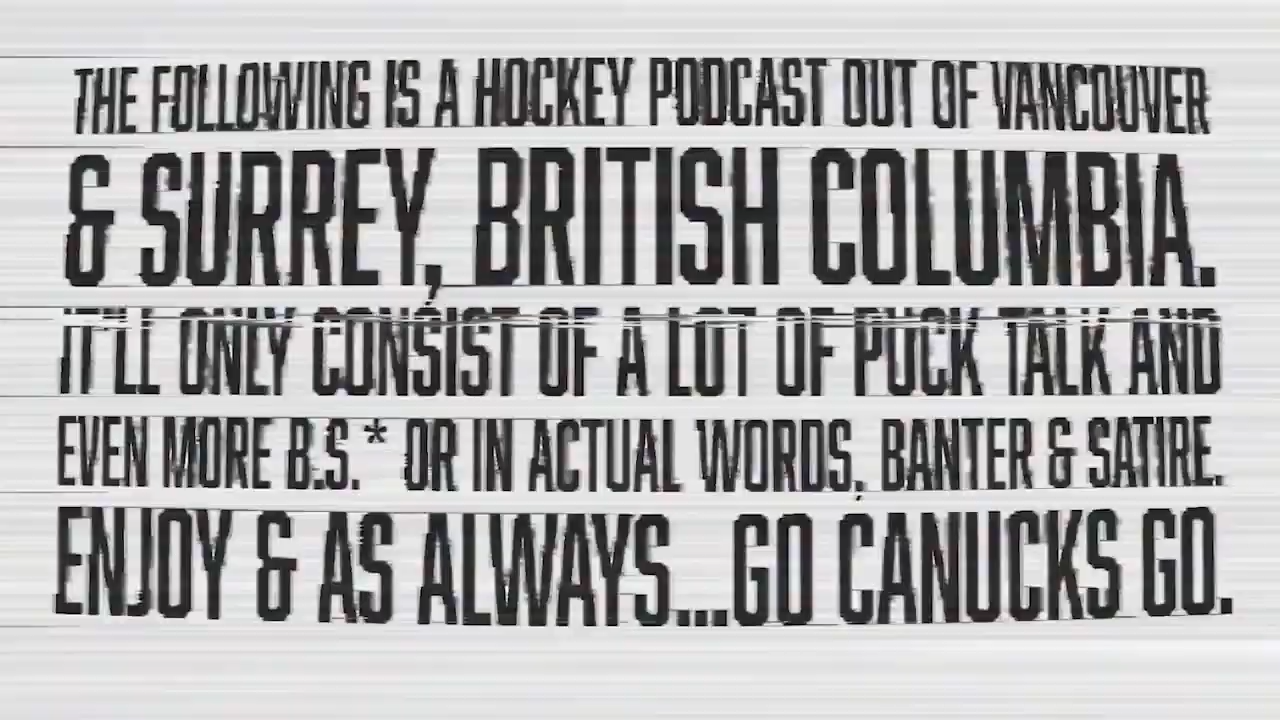 THE FOLLOWING IS A HOCKEY PODCAST OUT OF VANCOUVER
& SURREY, BRITISH COLUMBIA.
IT'LL ONLY CONSIST OF A LOT OF PUCK TALK AND
EVEN MORE B.S.* OR IN ACTUAL WORDS, BANTER & SATIRE.
ENJOY & AS ALWAYS...GO CANUCKS GO.